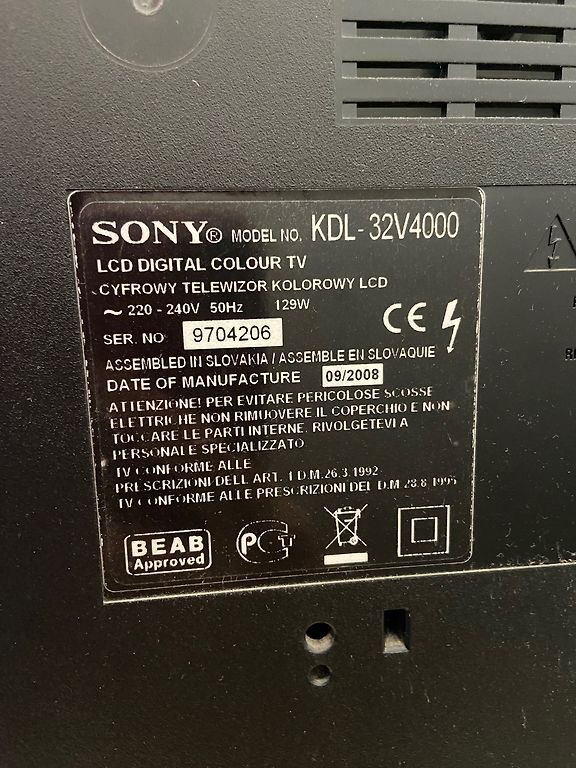 SONY® MODEL NO. KDL-32V4000
LCD DIGITAL COLOUR TV
CYFROWY TELEWIZOR KOLOROWY LCD
~ 220 - 240V 50Hz 129W
CE
SER. NO 9704206
ASSEMBLED IN SLOVAKIA / ASSEMBLE EN SLOVAQUIE
DATE OF MANUFACTURE 09/2008
ATTENZIONE! PER EVITARE PERICOLOSE SCOSSE
ELETTRICHE NON RIMUOVERE IL COPERCHIO E NON
TOCCARE LE PARTI INTERNE. RIVOLGETEVI A
PERSONALE SPECIALIZZATO
TV CONFORME ALLE
PRESCRIZIONI DELL ART. 1 D.M.26.3.1992
TV CONFORME ALLE PRESCRIZIONI DEL D.M.28.8.1995
BEAB
Approved